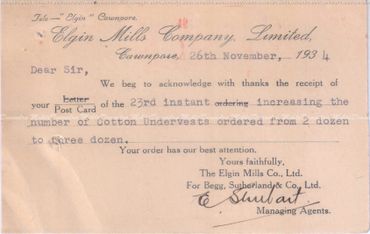 Tele—"Elgin" Cawnpore.
Elgin Mills Company, Limited,
Cawnpore, 26th November, 1934
Dear Sir,
We beg to acknowledge with thanks the receipt of
your Letter
Post Card of the 23rd instant ordering increasing the
number of Cotton Undervests ordered from 2 dozen
to three dozen.
Your order has our best attention.
Yours faithfully,
The Elgin Mills Co., Ltd.
For Begg, Sutherland & Co., Ltd.
Managing Agents.